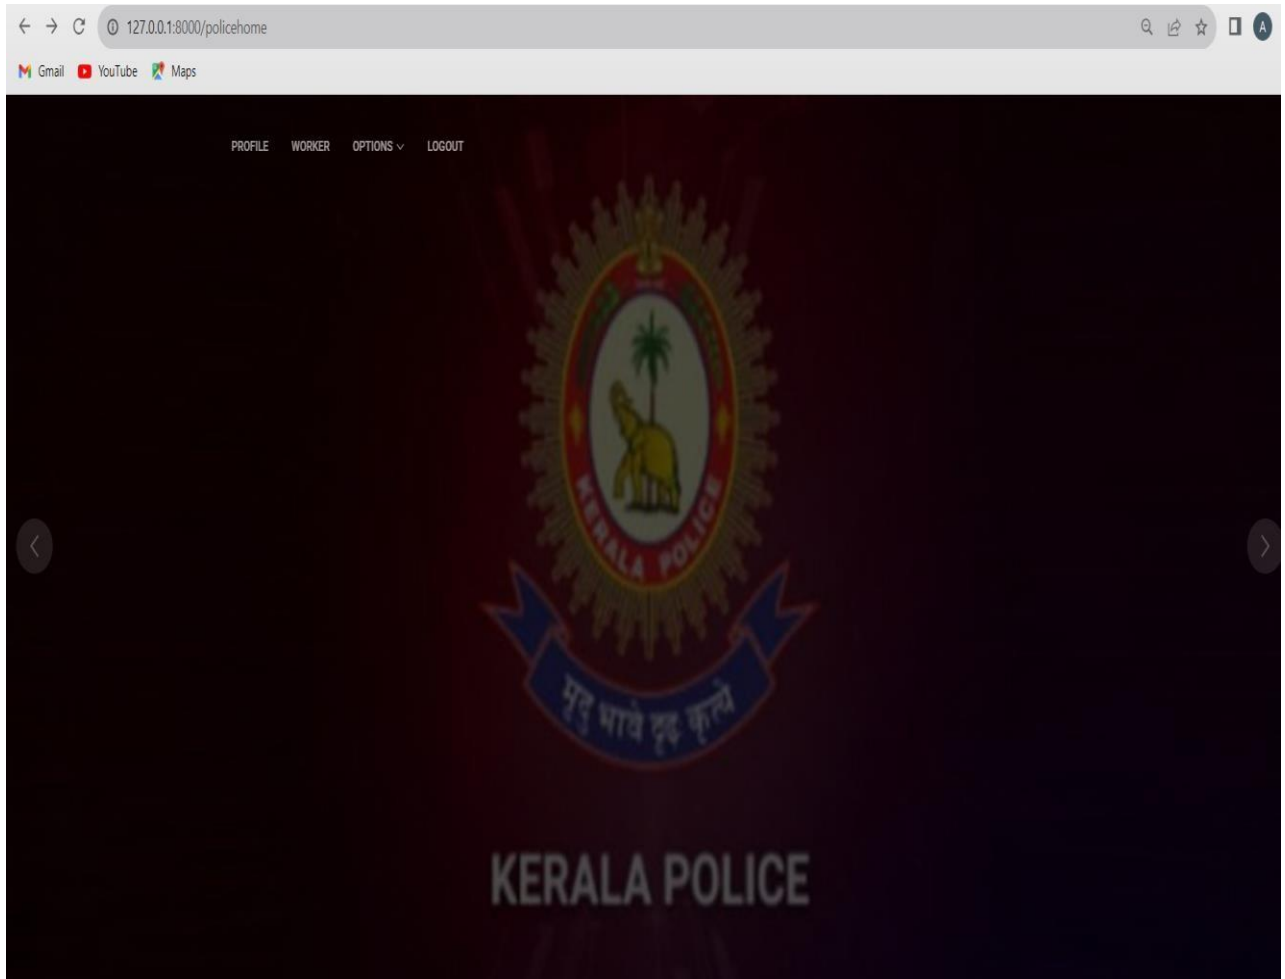 127.0.0.1:8000/policehome
A
Gmail YouTube Maps
PROFILE WORKER OPTIONS LOGOUT
KERALA POLICE
मृदु भावे दृढ़ कृत्ये
KERALA POLICE